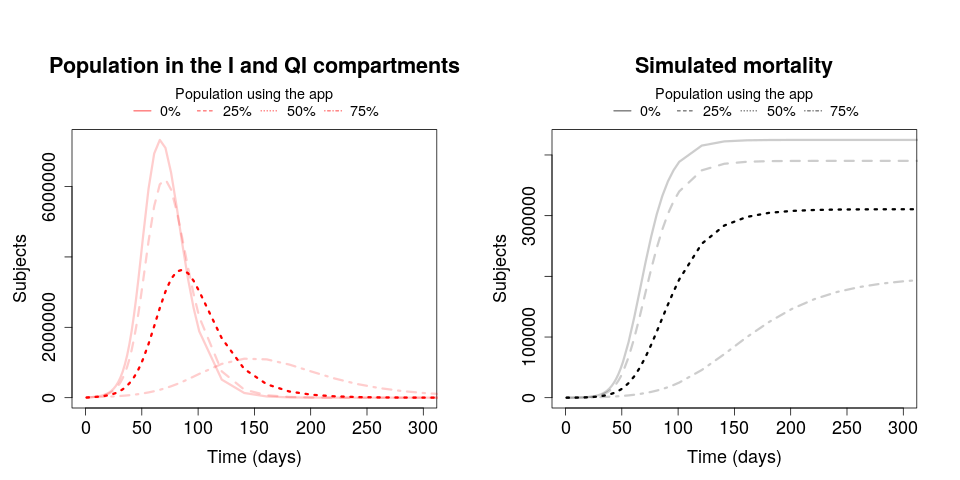 Population in the I and QI compartments
Population using the app
0% 25% 50% 75%
Subjects
0 2000000 6000000
0 50 100 150 200 250 300
Time (days)
Simulated mortality
Population using the app
0% 25% 50% 75%
Subjects
0 100000 300000
0 50 100 150 200 250 300
Time (days)